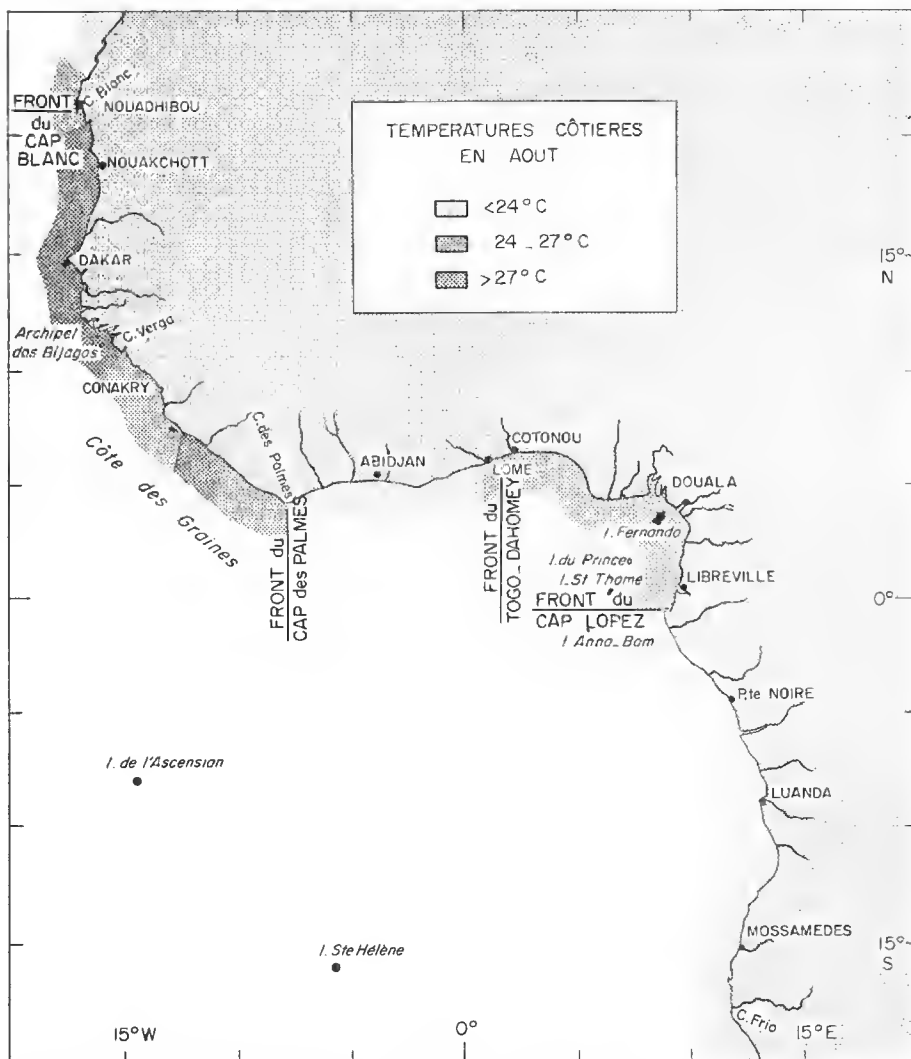 TEMPERATURES CÔTIERES
EN AOUT
<24°C
24_27°C
>27°C
C. Blanc
FRONT
du
CAP
BLANC
NOUADHIBOU
NOUAKCHOTT
DAKAR
15°
N
C. Verga
Archipel
dos Bijagos
CONAKRY
Côte
des Graines
C. des Palmes
ABIDJAN
LOME
COTONOU
DOUALA
I. Fernando
FRONT du
CAP des PALMES
FRONT du
TOGO_DAHOMEY
I. du Prince
I. St Thome
LIBREVILLE
FRONT du
CAP LOPEZ
0°
I. Anna_Bom
P.te NOIRE
I. de l'Ascension
LUANDA
MOSSAMEDES
15°
S
I. Ste Hélène
C. Frio
15°W
0°
15°E